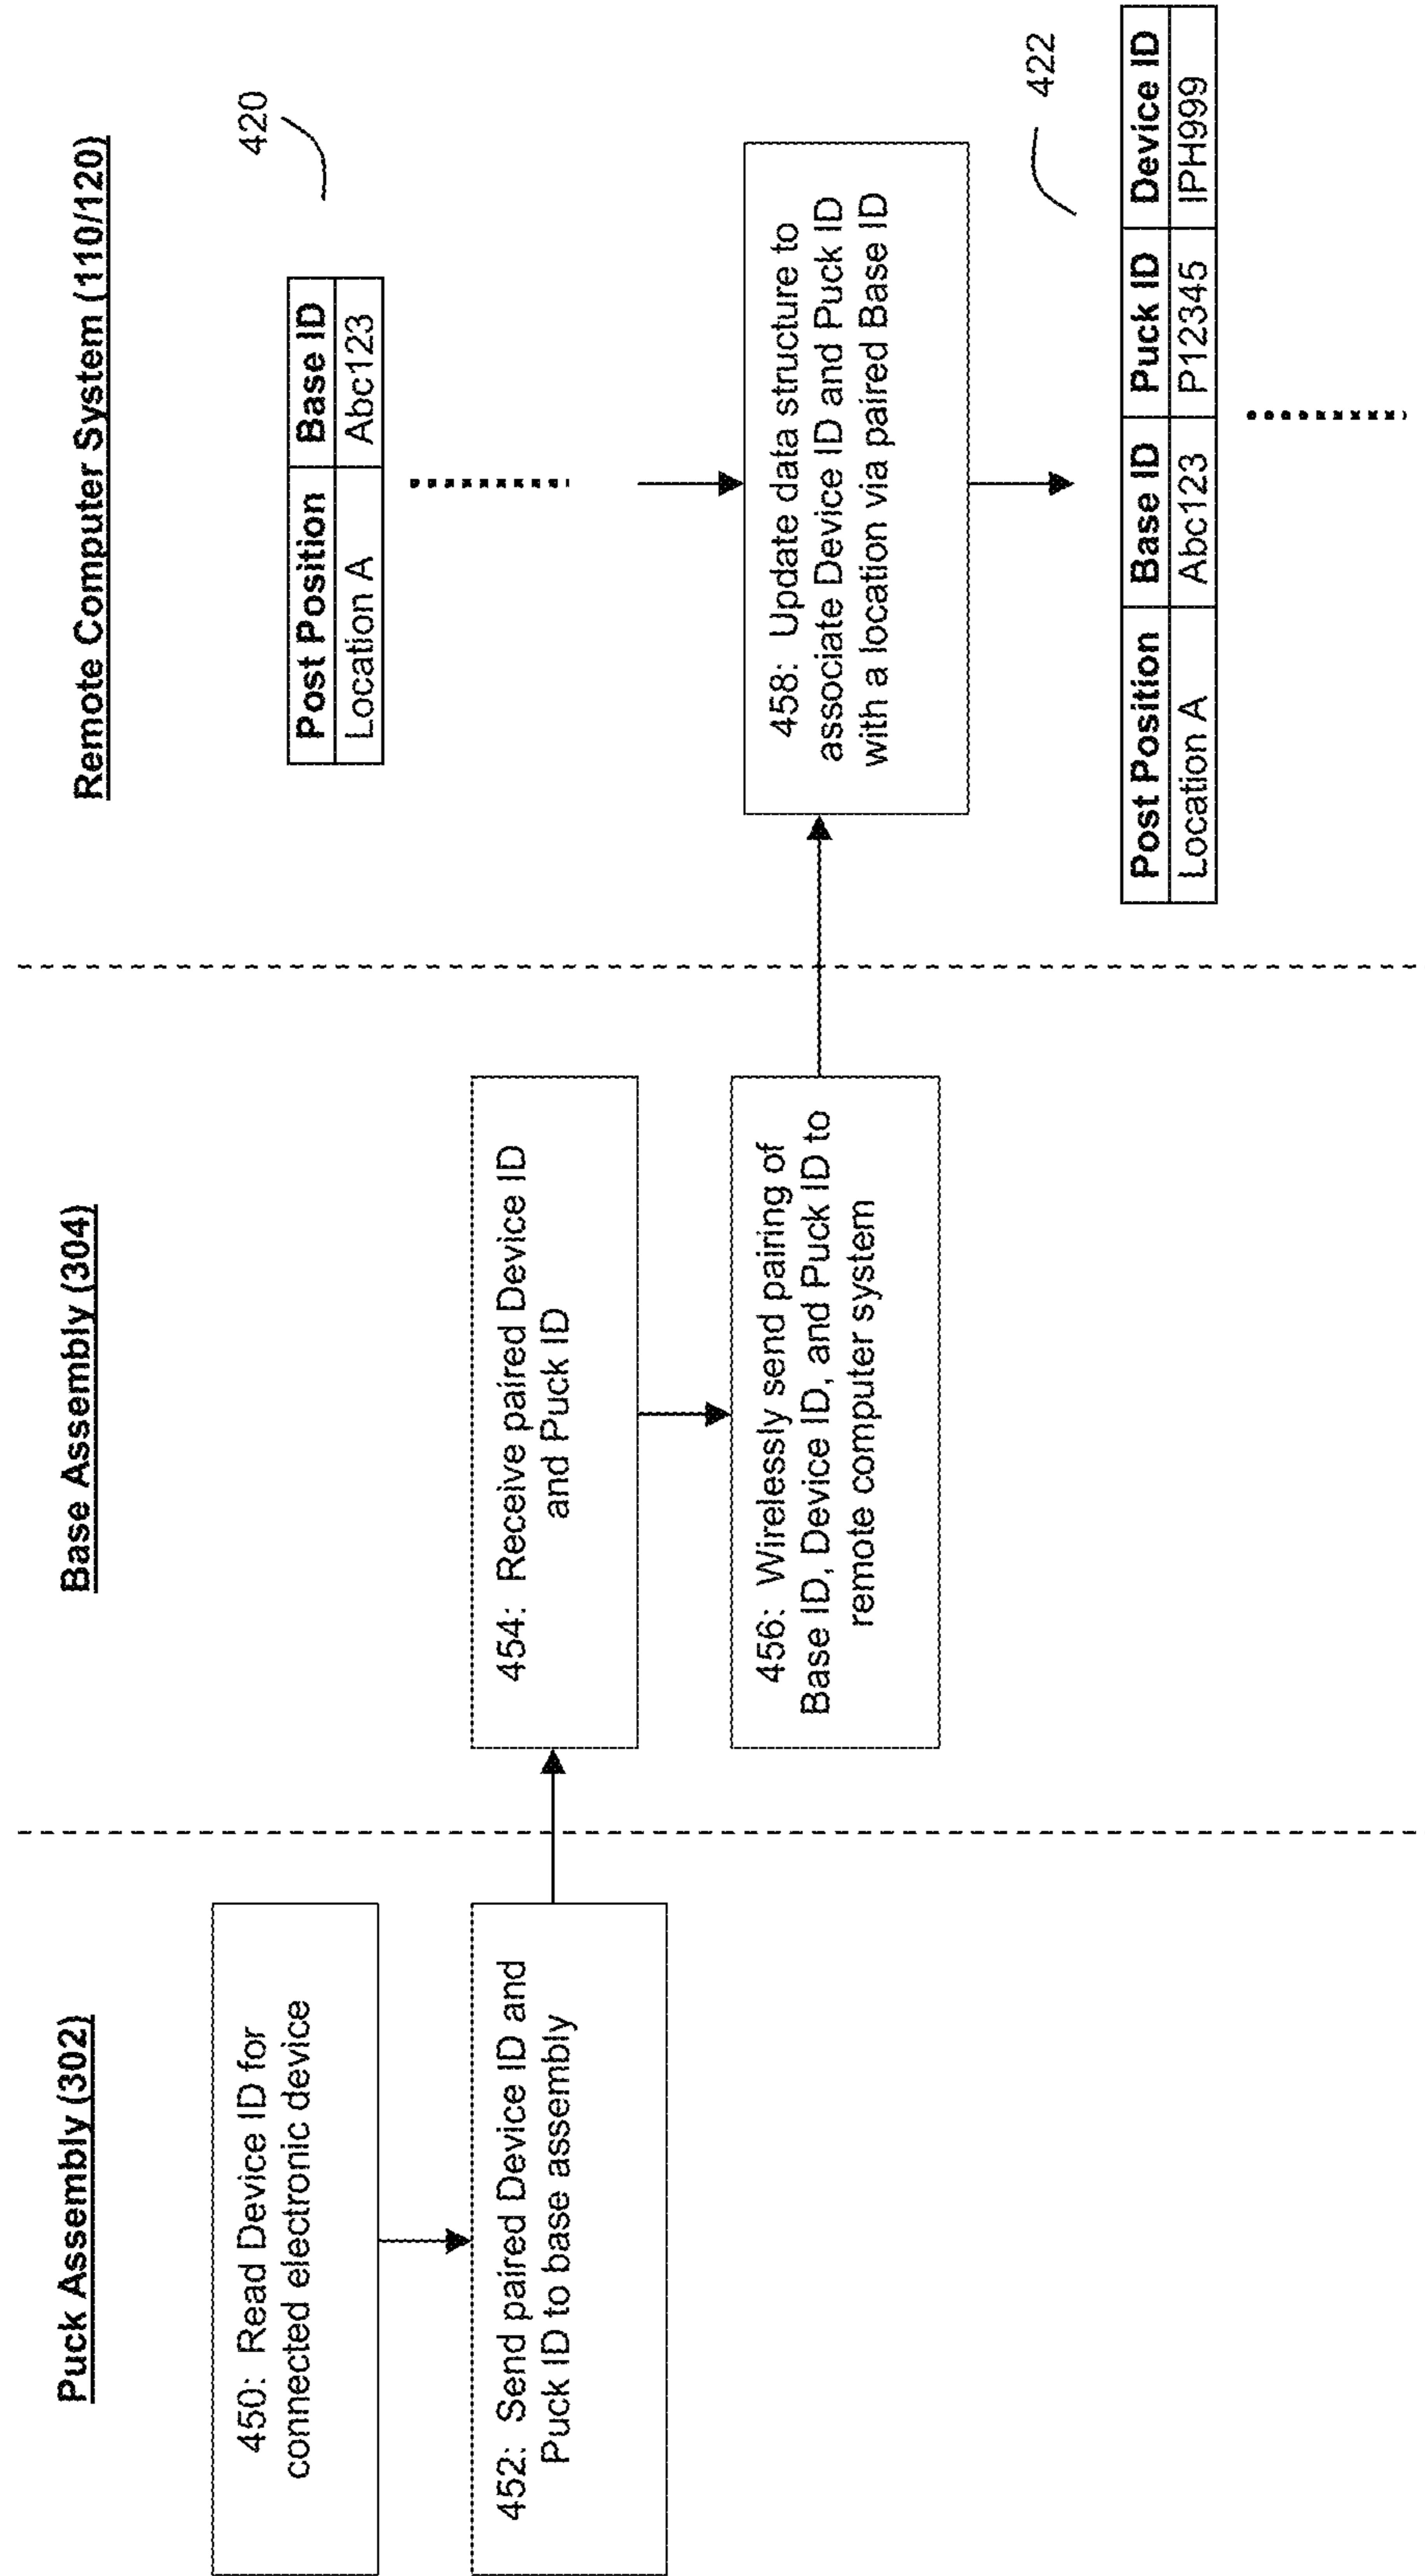 Puck Assembly (302)
450: Read Device ID for
connected electronic device
452: Send paired Device ID and
Puck ID to base assembly
Base Assembly (304)
454: Receive paired Device ID
and Puck ID
456: Wirelessly send pairing of
Base ID, Device ID, and Puck ID to
remote computer system
Remote Computer System (110/120)
420
Post Position Base ID
Location A Abc123
458: Update data structure to
associate Device ID and Puck ID
with a location via paired Base ID
422
Post Position Base ID Puck ID Device ID
Location A Abc123 P12345 IPH999